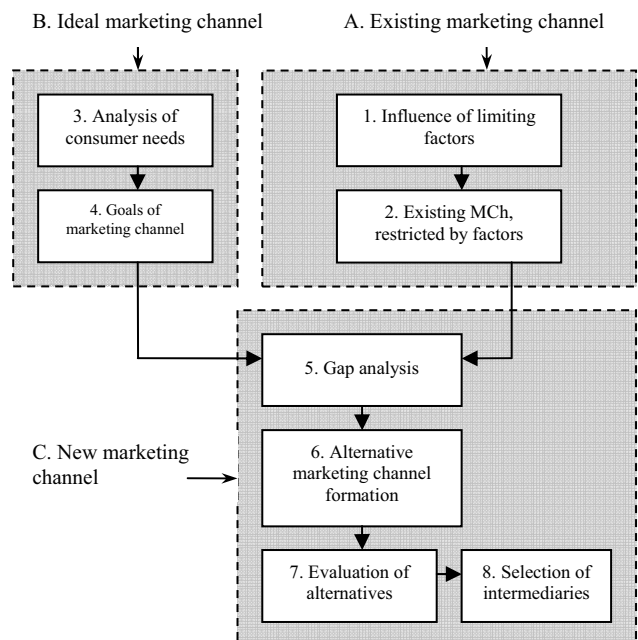 B. Ideal marketing channel
A. Existing marketing channel
3. Analysis of
consumer needs
4. Goals of
marketing channel
1. Influence of limiting
factors
2. Existing MCh,
restricted by factors
5. Gap analysis
C. New marketing
channel
6. Alternative
marketing channel
formation
7. Evaluation of
alternatives
8. Selection of
intermediaries